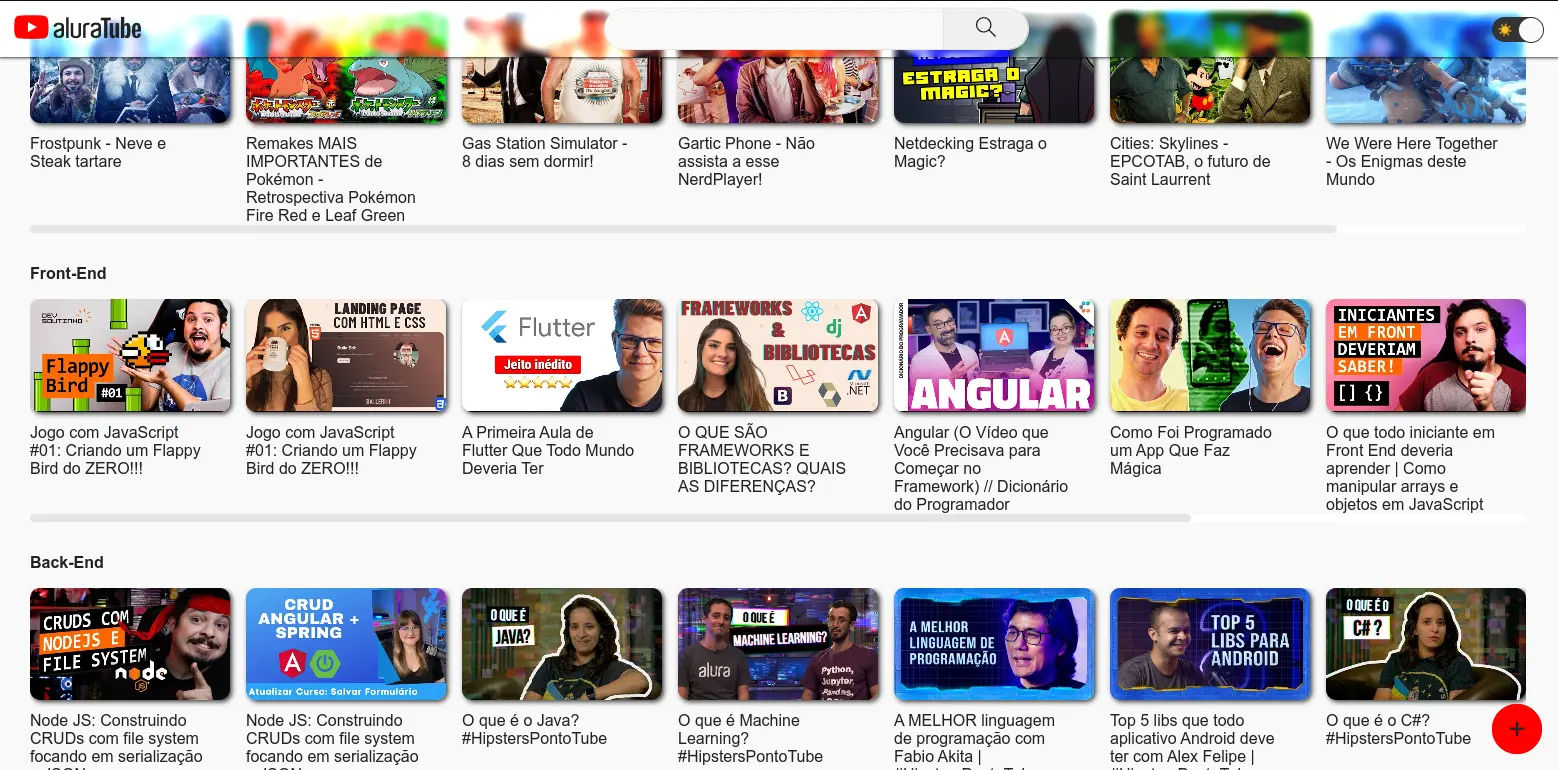 aluraTube
ESTRAGA O
MAGIC?
Frostpunk - Neve e
Steak tartare
Remakes MAIS
IMPORTANTES de
Pokémon -
Retrospectiva Pokémon
Fire Red e Leaf Green
Gas Station Simulator -
8 dias sem dormir!
Gartic Phone - Não
assista a esse
NerdPlayer!
Netdecking Estraga o
Magic?
Cities: Skylines -
EPCOTAB, o futuro de
Saint Laurrent
We Were Here Together
- Os Enigmas deste
Mundo
Front-End
DEV
SOUTINHO
Flappy
Bird #01
LANDING PAGE
COM HTML E CSS
Flutter
Jeito inédito
FRAMEWORKS
&
BIBLIOTECAS
dj
B
Microsoft
.NET
DICIONÁRIO DO PROGRAMADOR
A
ANGULAR
INICIANTES
EM FRONT
DEVERIAM
SABER!
[] {}
Jogo com JavaScript
#01: Criando um Flappy
Bird do ZERO!!!
Jogo com JavaScript
#01: Criando um Flappy
Bird do ZERO!!!
A Primeira Aula de
Flutter Que Todo Mundo
Deveria Ter
O QUE SÃO
FRAMEWORKS E
BIBLIOTECAS? QUAIS
AS DIFERENÇAS?
Angular (O Vídeo que
Você Precisava para
Começar no
Framework) // Dicionário
do Programador
Como Foi Programado
um App Que Faz
Mágica
O que todo iniciante em
Front End deveria
aprender | Como
manipular arrays e
objetos em JavaScript
Back-End
CRUDS COM
NODEJS E
FILE SYSTEM
node
JS
CRUD
ANGULAR +
SPRING
A
Atualizar Curso: Salvar Formulário
O QUE É
JAVA?
O QUE É
MACHINE LEARNING?
alura
Python,
Jupyter,
Pandas,
A MELHOR
LINGUAGEM DE
PROGRAMAÇÃO
TOP 5
LIBS PARA
ANDROID
O QUE É O
C# ?
Node JS: Construindo
CRUDs com file system
focando em serialização
Node JS: Construindo
CRUDs com file system
focando em serialização
O que é o Java?
#HipstersPontoTube
O que é Machine
Learning?
#HipstersPontoTube
A MELHOR linguagem
de programação com
Fabio Akita |
Top 5 libs que todo
aplicativo Android deve
ter com Alex Felipe |
O que é o C#?
#HipstersPontoTube
+